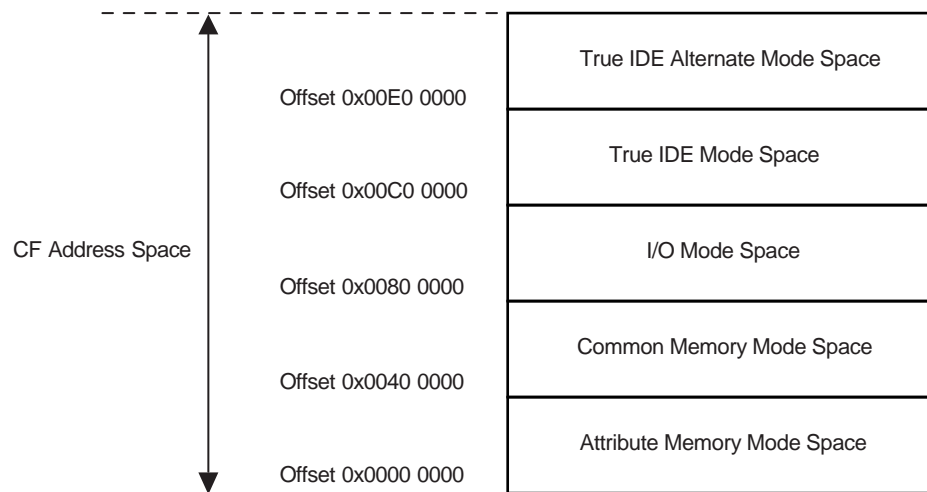 True IDE Alternate Mode Space
Offset 0x00E0 0000
True IDE Mode Space
Offset 0x00C0 0000
CF Address Space
I/O Mode Space
Offset 0x0080 0000
Common Memory Mode Space
Offset 0x0040 0000
Attribute Memory Mode Space
Offset 0x0000 0000